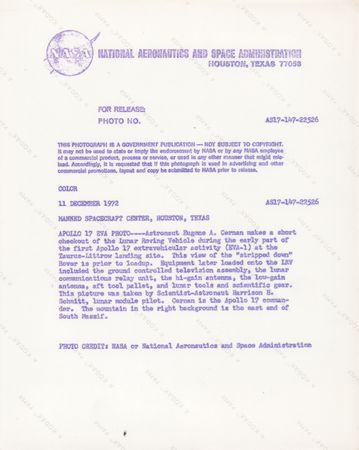 NATIONAL AERONAUTICS AND SPACE ADMINISTRATION
HOUSTON, TEXAS 77058
FOR RELEASE:
PHOTO NO. AS17-147-22526
THIS PHOTOGRAPH IS A GOVERNMENT PUBLICATION — NOT SUBJECT TO COPYRIGHT.
It may not be used to state or imply the endorsement by NASA or by any NASA employee
of a commercial product, process or service, or used in any other manner that might mis-
lead. Accordingly, it is requested that if this photograph is used in advertising and other
commercial promotions, layout and copy be submitted to NASA prior to release.
COLOR
11 DECEMBER 1972 AS17-147-22526
MANNED SPACECRAFT CENTER, HOUSTON, TEXAS
APOLLO 17 EVA PHOTO----Astronaut Eugene A. Cernan makes a short
checkout of the Lunar Roving Vehicle during the early part of
the first Apollo 17 extravehicular activity (EVA-1) at the
Taurus-Littrow landing site. This view of the "stripped down"
Rover is prior to loadup. Equipment later loaded onto the LRV
included the ground controlled television assembly, the lunar
communications relay unit, the hi-gain antenna, the low-gain
antenna, aft tool pallet, and lunar tools and scientific gear.
This picture was taken by Scientist-Astronaut Harrison H.
Schmitt, lunar module pilot. Cernan is the Apollo 17 comman-
der. The mountain in the right background is the east end of
South Massif.
PHOTO CREDIT: NASA or National Aeronautics and Space Administration